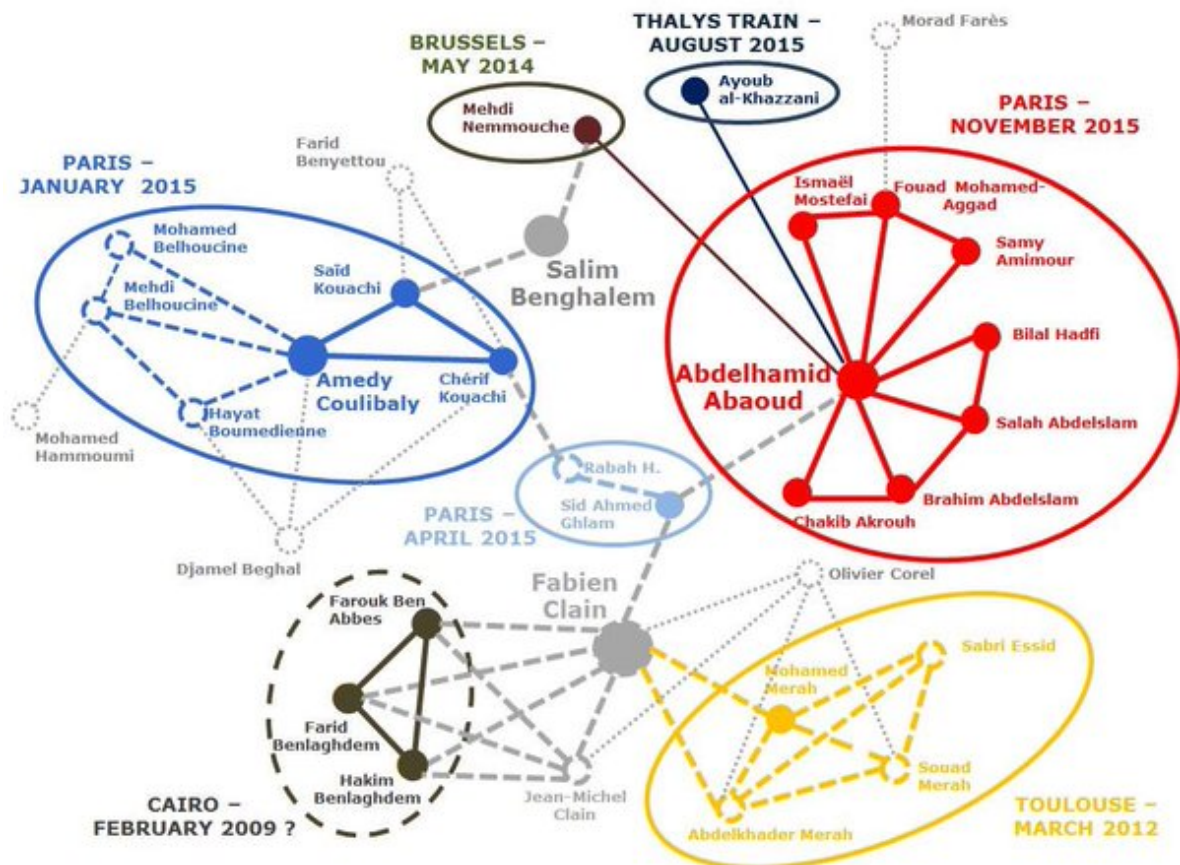 THALYS TRAIN –
AUGUST 2015
Morad Farès
BRUSSELS –
MAY 2014
Ayoub
al-Khazzani
Mehdi
Nemmouche
PARIS –
NOVEMBER 2015
Farid
Benyettou
PARIS –
JANUARY 2015
Ismaël
Mostefai
Fouad Mohamed-
Aggad
Mohamed
Belhoucine
Samy
Amimour
Saïd
Kouachi
Salim
Benghalem
Mehdi
Belhoucine
Bilal Hadfi
Amedy
Coulibaly
Chérif
Kouachi
Abdelhamid
Abaoud
Hayat
Boumedienne
Salah Abdelslam
Mohamed
Hammoumi
Rabah H.
Sid Ahmed
Ghlam
Brahim Abdelslam
PARIS –
APRIL 2015
Chakib Akrouh
Djamel Beghal
Olivier Corel
Fabien
Clain
Farouk Ben
Abbes
Sabri Essid
Mohamed
Merah
Farid
Benlaghdem
Hakim
Benlaghdem
Souad
Merah
Jean-Michel
Clain
CAIRO –
FEBRUARY 2009 ?
TOULOUSE –
MARCH 2012
Abdelkhader Merah